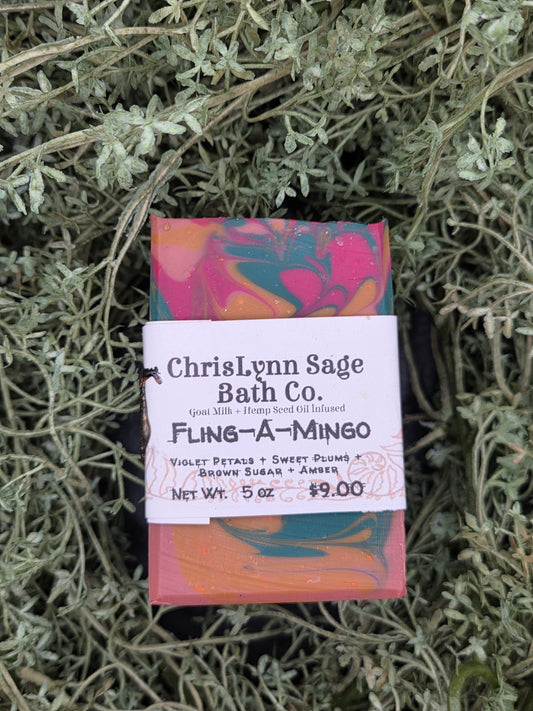 ChrisLynn Sage
Bath Co.
Goat Milk + Hemp Seed Oil Infused
Fling-A-Mingo
Violet Petals + Sweet Plums +
Brown Sugar + Amber
Net Wt. 5 oz $9.00